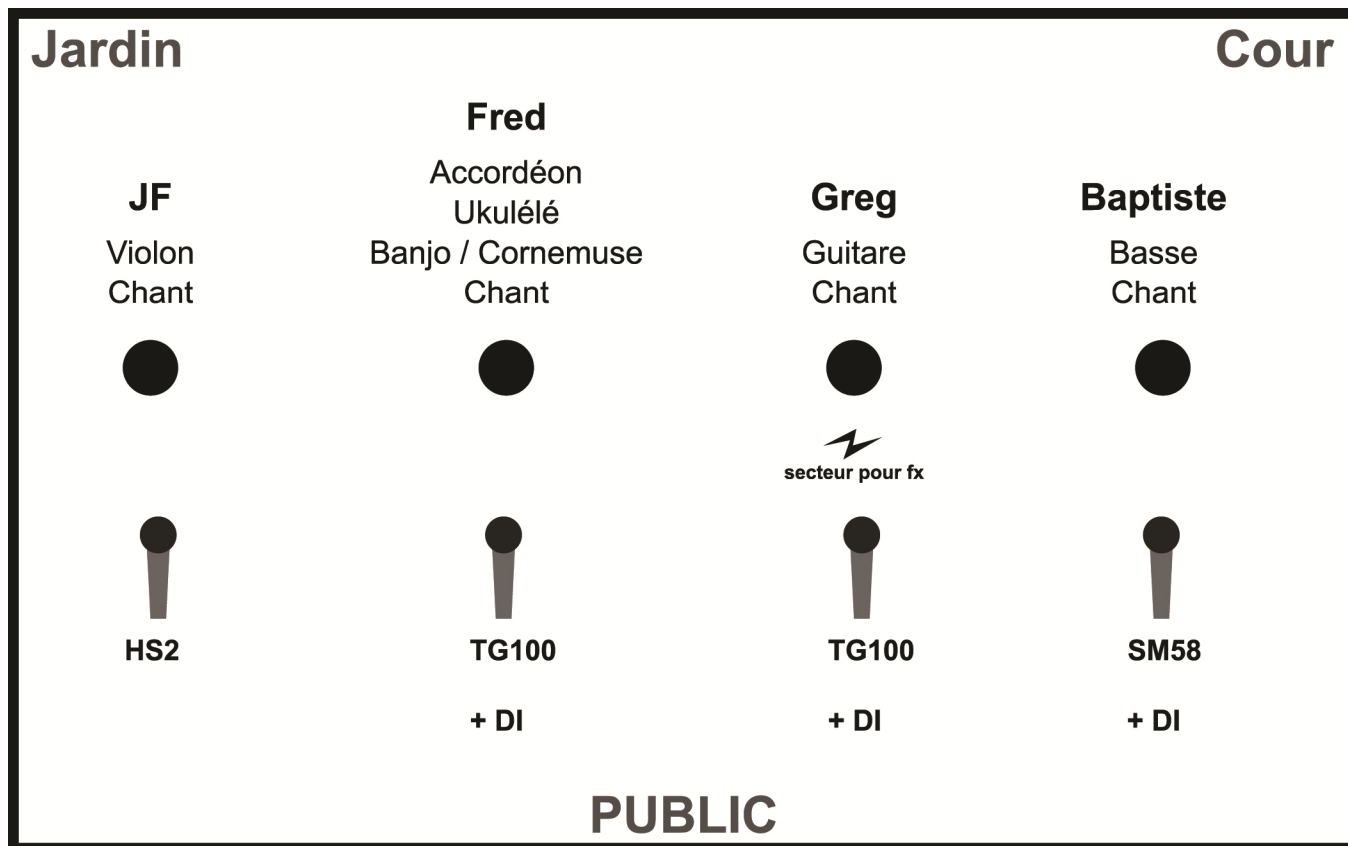 Jardin
Cour
JF
Violon
Chant
Fred
Accordéon
Ukulélé
Banjo / Cornemuse
Chant
Greg
Guitare
Chant
Baptiste
Basse
Chant
secteur pour fx
HS2
TG100
+ DI
TG100
+ DI
SM58
+ DI
PUBLIC